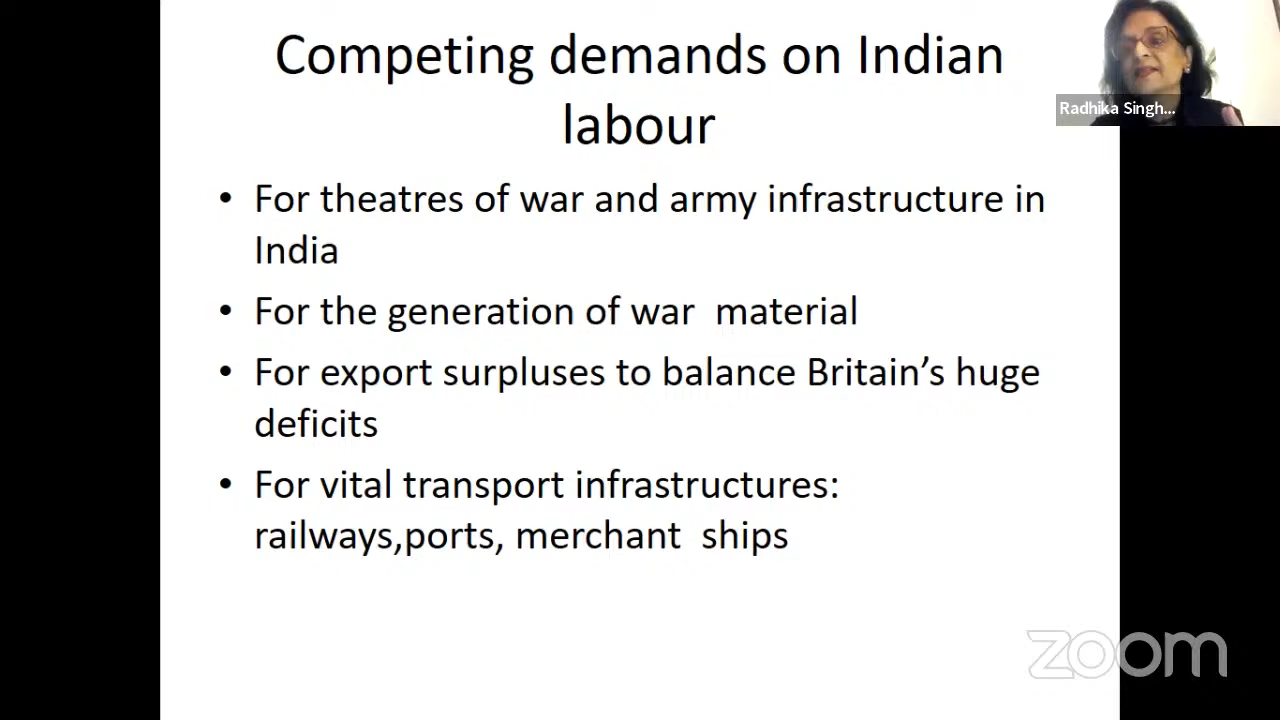 Competing demands on Indian
labour
Radhika Singh...
• For theatres of war and army infrastructure in
India
• For the generation of war  material
• For export surpluses to balance Britain’s huge
deficits
• For vital transport infrastructures:
railways,ports, merchant  ships
zoom